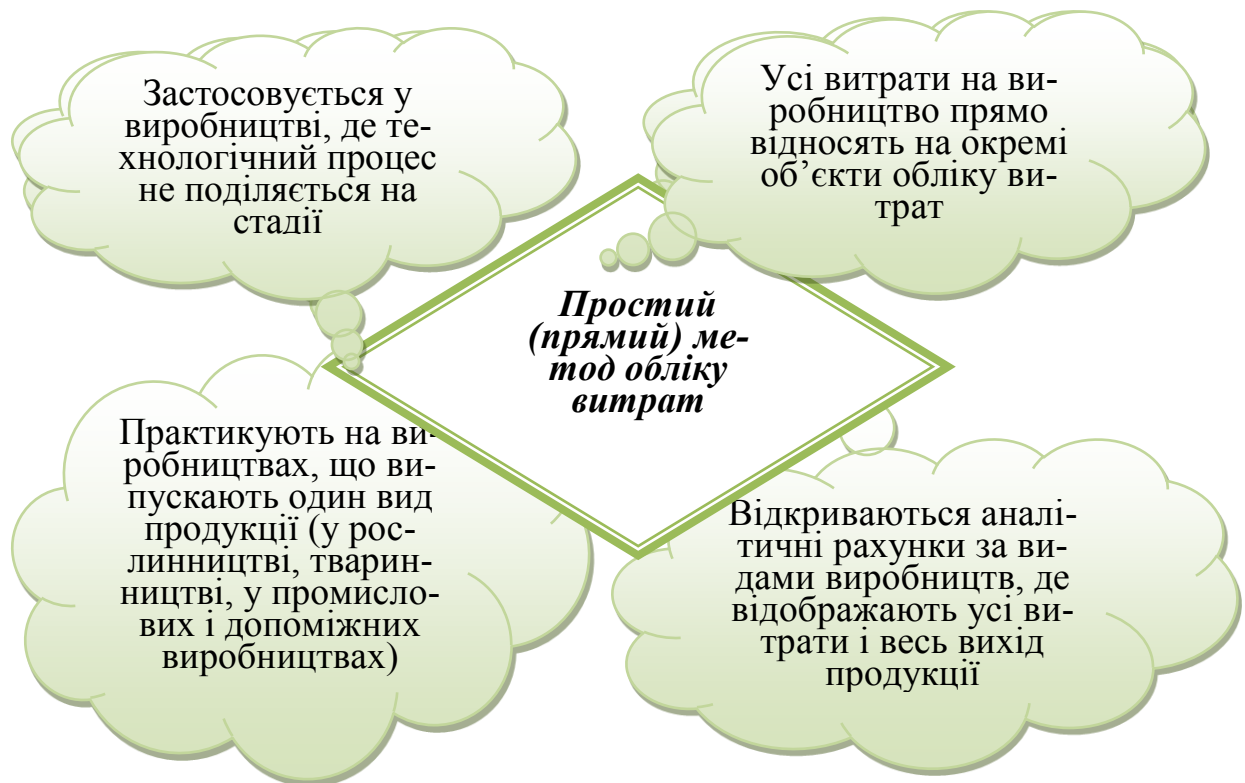 Застосовується у
виробництві, де те-
хнологічний процес
не поділяється на
стадії
Усі витрати на ви-
робництво прямо
відносять на окремі
об’єкти обліку ви-
трат
Простий
(прямий) ме-
тод обліку
витрат
Практикують на ви-
робництвах, що ви-
пускають один вид
продукції (у рос-
линництві, тварин-
ництві, у промисло-
вих і допоміжних
виробництвах)
Відкриваються аналі-
тичні рахунки за ви-
дами виробництв, де
відображають усі ви-
трати і весь вихід
продукції